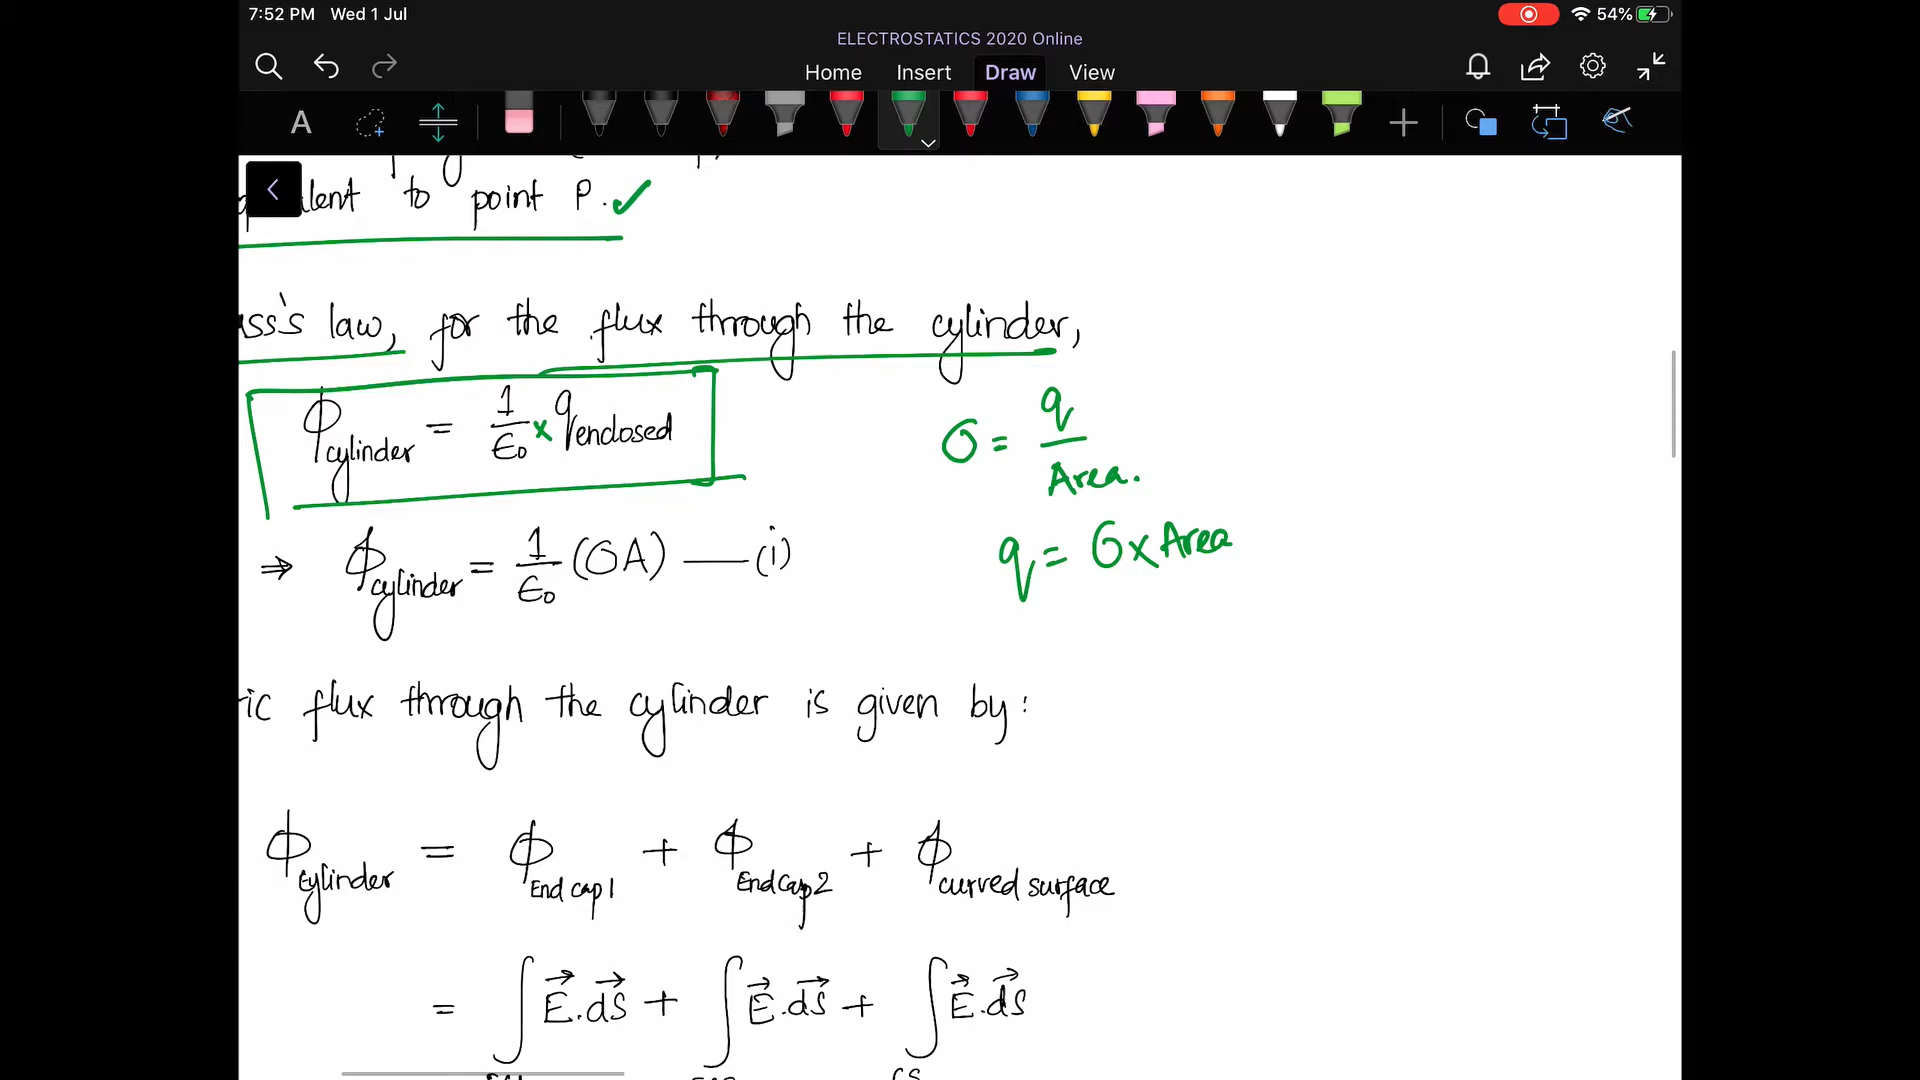 7:52 PM Wed 1 Jul
54%
ELECTROSTATICS 2020 Online
Home Insert Draw View
A
lent to point P. ✓
uss's law, for the flux through the cylinder,
ϕcylinder = 1/ϵ₀ × qenclosed
σ = q/Area.
⇒ ϕcylinder = 1/ϵ₀ (σA) — (i)
q = σ × Area
ic flux through the cylinder is given by:
ϕcylinder = ϕEnd cap 1 + ϕEnd cap 2 + ϕcurved surface
= ∫ E⃗.dS⃗ + ∫ E⃗.dS⃗ + ∫ E⃗.dS⃗
CS